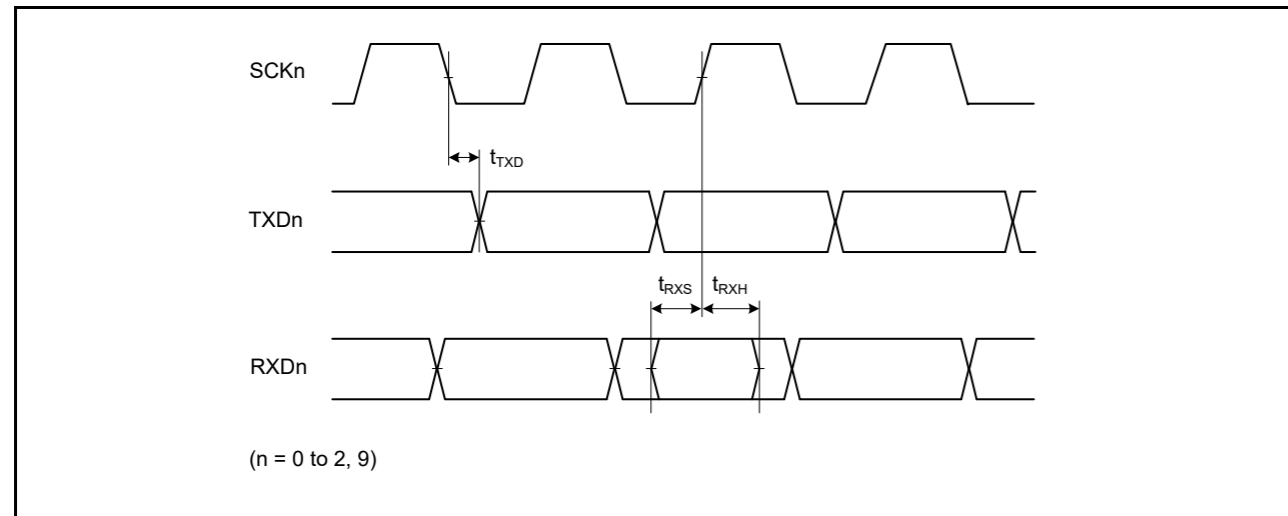 SCKn
tTXD
TXDn
tRXS tRXH
RXDn
(n = 0 to 2, 9)